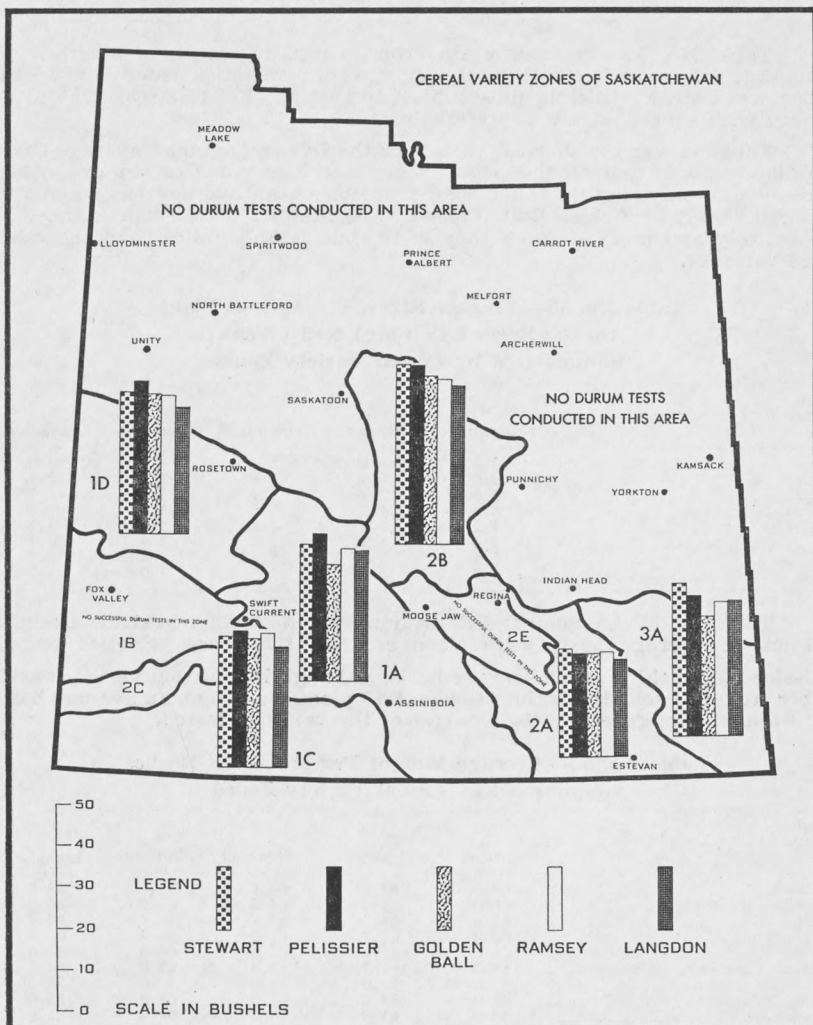 CEREAL VARIETY ZONES OF SASKATCHEWAN
MEADOW
LAKE
NO DURUM TESTS CONDUCTED IN THIS AREA
LLOYDMINSTER
SPIRITWOOD
PRINCE
ALBERT
CARROT RIVER
NORTH BATTLEFORD
MELFORT
UNITY
ARCHERWILL
SASKATOON
NO DURUM TESTS
CONDUCTED IN THIS AREA
1D
ROSETOWN
PUNNICHY
KAMSACK
YORKTON
2B
FOX
VALLEY
SWIFT
CURRENT
MOOSE JAW
REGINA
INDIAN HEAD
NO SUCCESSFUL DURUM TESTS IN THIS ZONE
1B
NO SUCCESSFUL DURUM TESTS IN THIS ZONE
2E
3A
2C
1A
ASSINIBOIA
2A
1C
ESTEVAN
50
40
30
20
10
0
LEGEND
STEWART
PELISSIER
GOLDEN
BALL
RAMSEY
LANGDON
SCALE IN BUSHELS